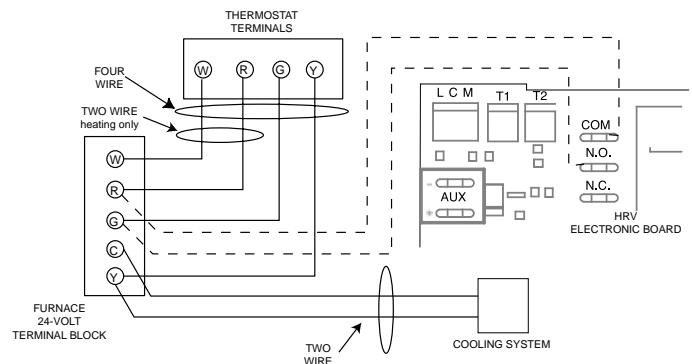 THERMOSTAT
TERMINALS
W R G Y
FOUR
WIRE
TWO WIRE
heating only
W
R
G
C
Y
FURNACE
24-VOLT
TERMINAL BLOCK
TWO
WIRE
COOLING SYSTEM
L C M
T1
T2
COM
N.O.
N.C.
AUX
HRV
ELECTRONIC BOARD